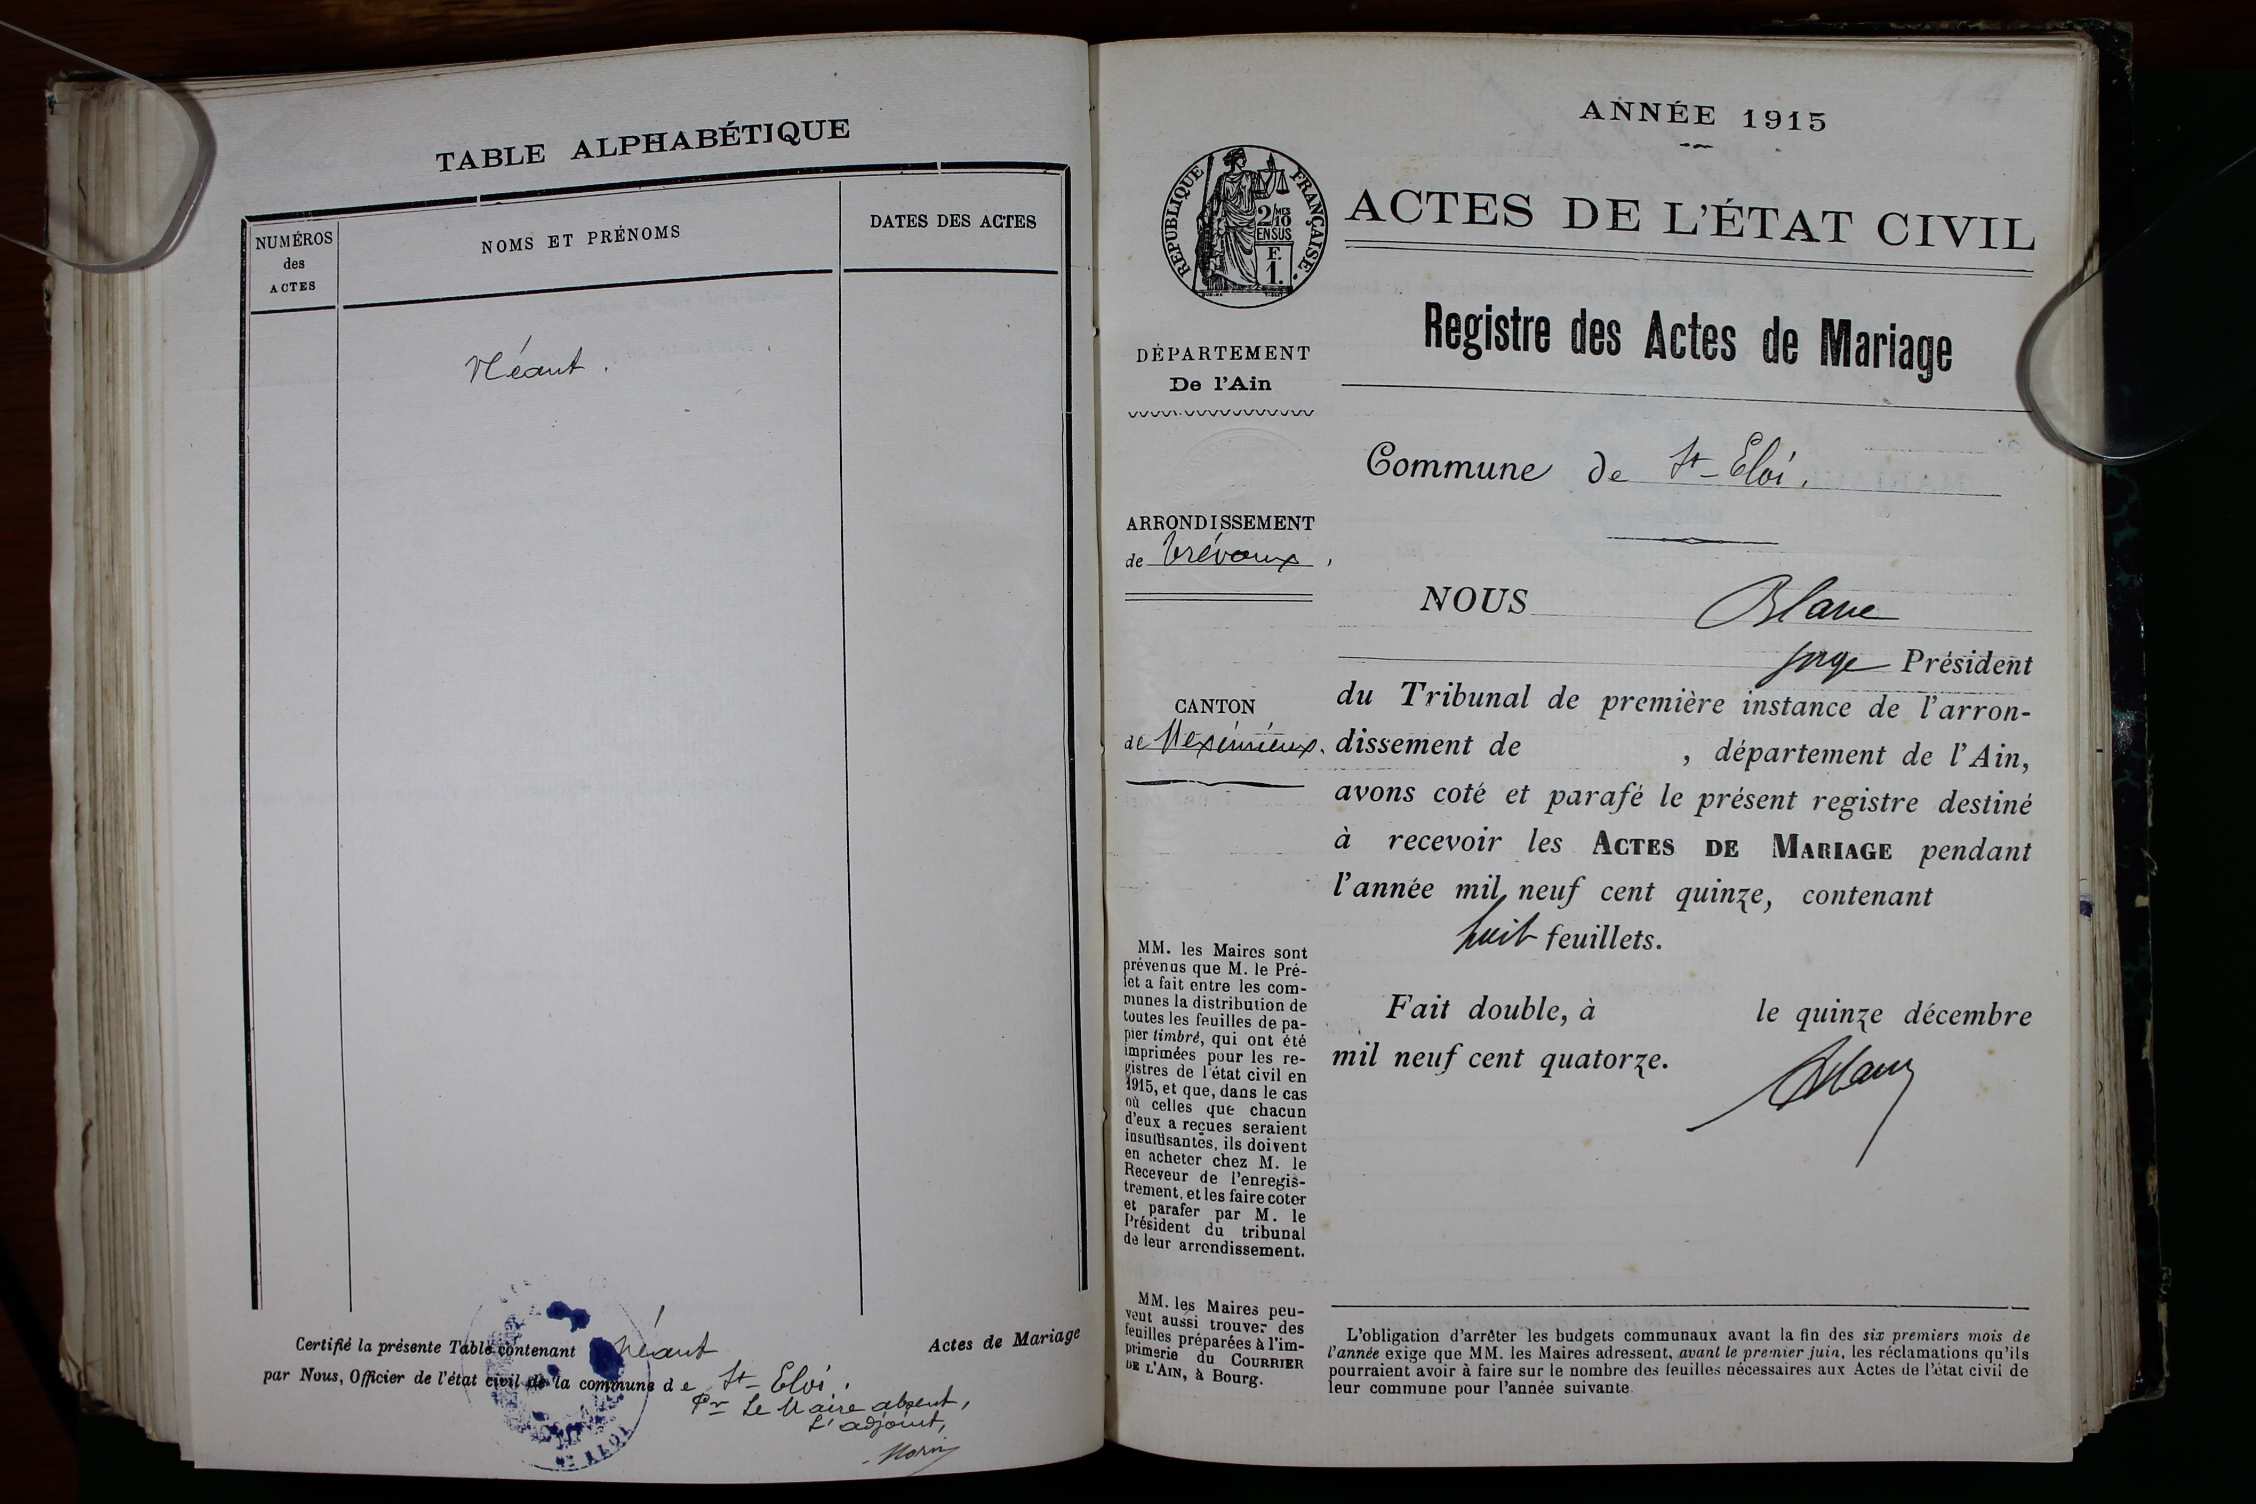 TABLE ALPHABÉTIQUE
NUMÉROS
des
ACTES
NOMS ET PRÉNOMS
DATES DES ACTES
Néant.
Certifié la présente Table contenant Néant Actes de Mariage
par Nous, Officier de l'état civil de la commune de St-Eloi.
Pr Le Maire absent,
L'adjoint,
Morin
ST ELOI
ANNÉE 1915
RÉPUBLIQUE FRANÇAISE.
2/10 MES
EN SUS
F.
1.
ACTES DE L'ÉTAT CIVIL
Registre des Actes de Mariage
DÉPARTEMENT
De l'Ain
Commune de St-Eloi.
ARRONDISSEMENT
de Trévoux,
CANTON
de Meximieux.
NOUS Blanc
Juge Président
du Tribunal de première instance de l'arron-
dissement de , département de l'Ain,
avons coté et parafé le présent registre destiné
à recevoir les ACTES DE MARIAGE pendant
l'année mil neuf cent quinze, contenant
huit feuillets.
Fait double, à le quinze décembre
mil neuf cent quatorze.
Blanc
MM. les Maires sont
prévenus que M. le Pré-
fet a fait entre les com-
munes la distribution de
toutes les feuilles de pa-
pier timbré, qui ont été
imprimées pour les re-
gistres de l'état civil en
1915, et que, dans le cas
où celles que chacun
d'eux a reçues seraient
insuffisantes, ils doivent
en acheter chez M. le
Receveur de l'enregis-
trement, et les faire coter
et parafer par M. le
Président du tribunal
de leur arrondissement.
MM. les Maires peu-
vent aussi trouver des
feuilles préparées à l'im-
primerie du COURRIER
DE L'AIN, à Bourg.
L'obligation d'arrêter les budgets communaux avant la fin des six premiers mois de
l'année exige que MM. les Maires adressent, avant le premier juin, les réclamations qu'ils
pourraient avoir à faire sur le nombre des feuilles nécessaires aux Actes de l'état civil de
leur commune pour l'année suivante.